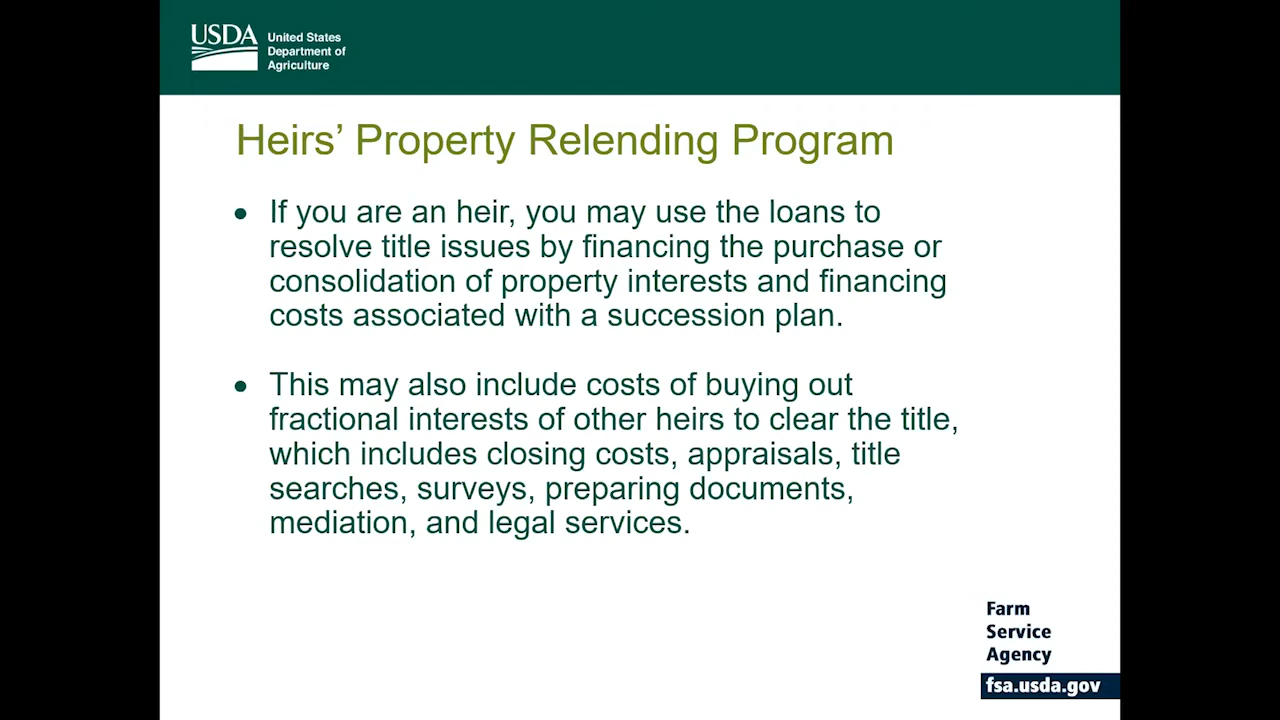 USDA
United States
Department of
Agriculture
Heirs’ Property Relending Program
• If you are an heir, you may use the loans to
resolve title issues by financing the purchase or
consolidation of property interests and financing
costs associated with a succession plan.
• This may also include costs of buying out
fractional interests of other heirs to clear the title,
which includes closing costs, appraisals, title
searches, surveys, preparing documents,
mediation, and legal services.
Farm
Service
Agency
fsa.usda.gov